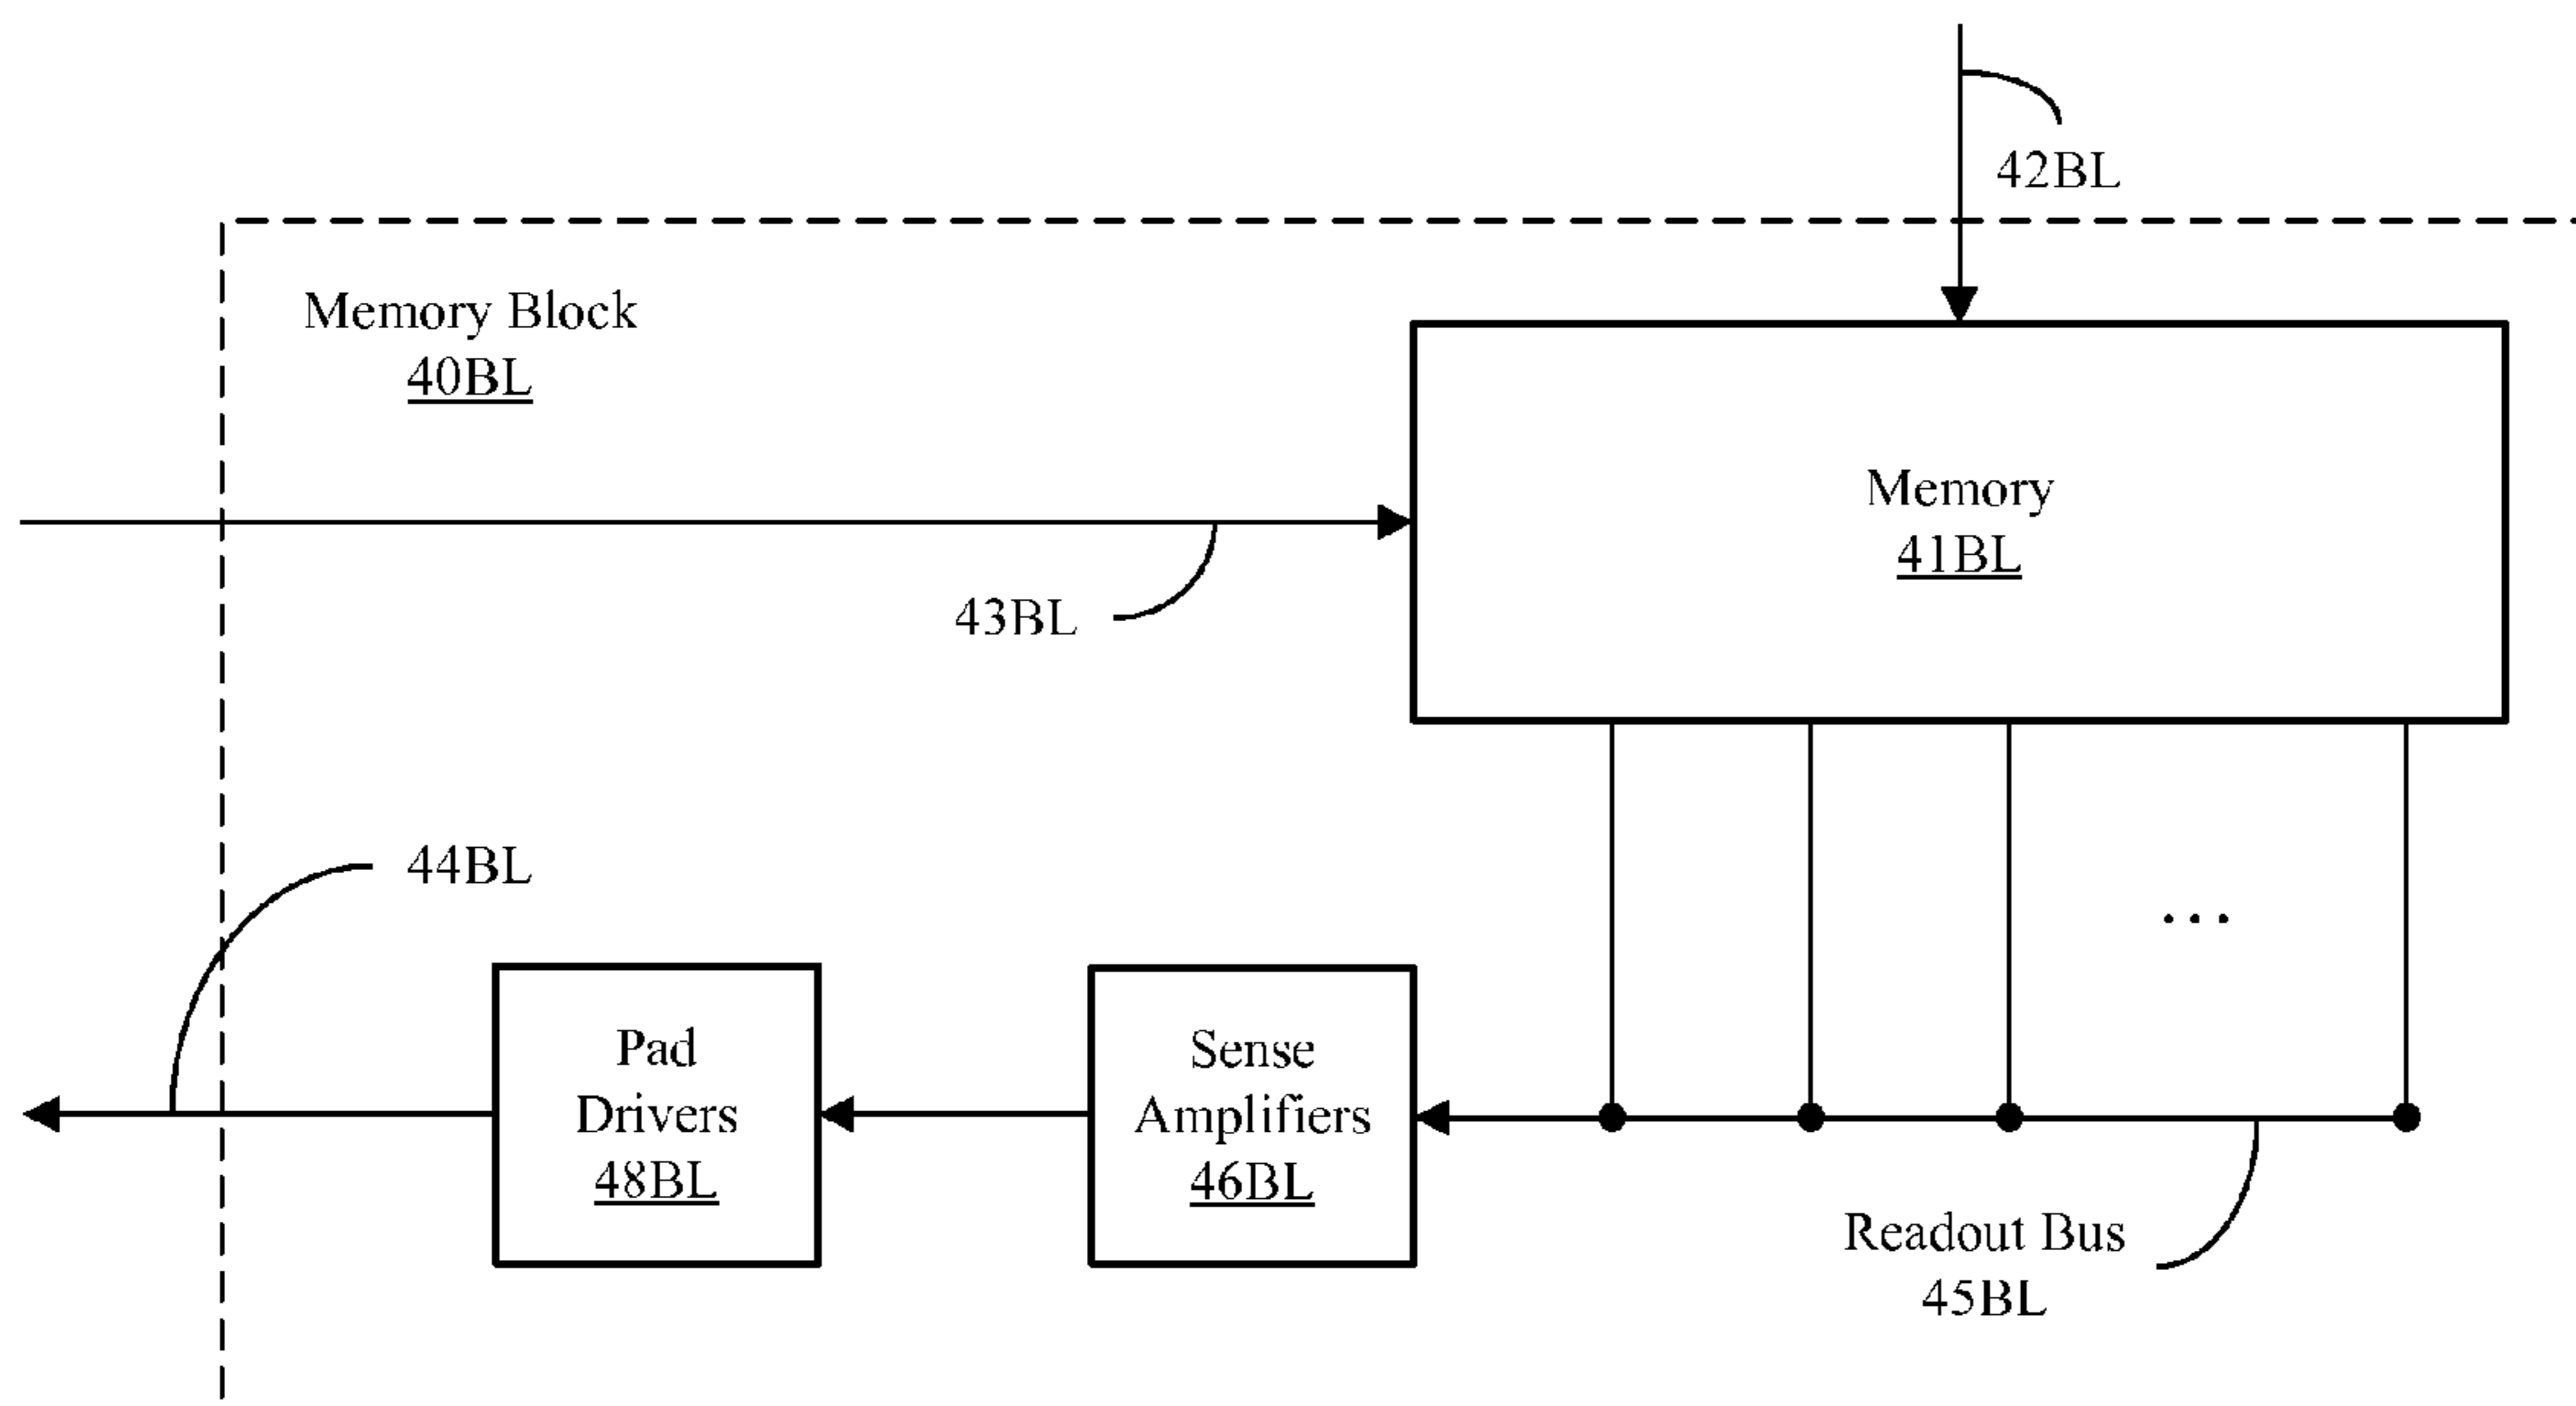 42BL
Memory Block
40BL
Memory
41BL
43BL
44BL
...
Pad
Drivers
48BL
Sense
Amplifiers
46BL
Readout Bus
45BL